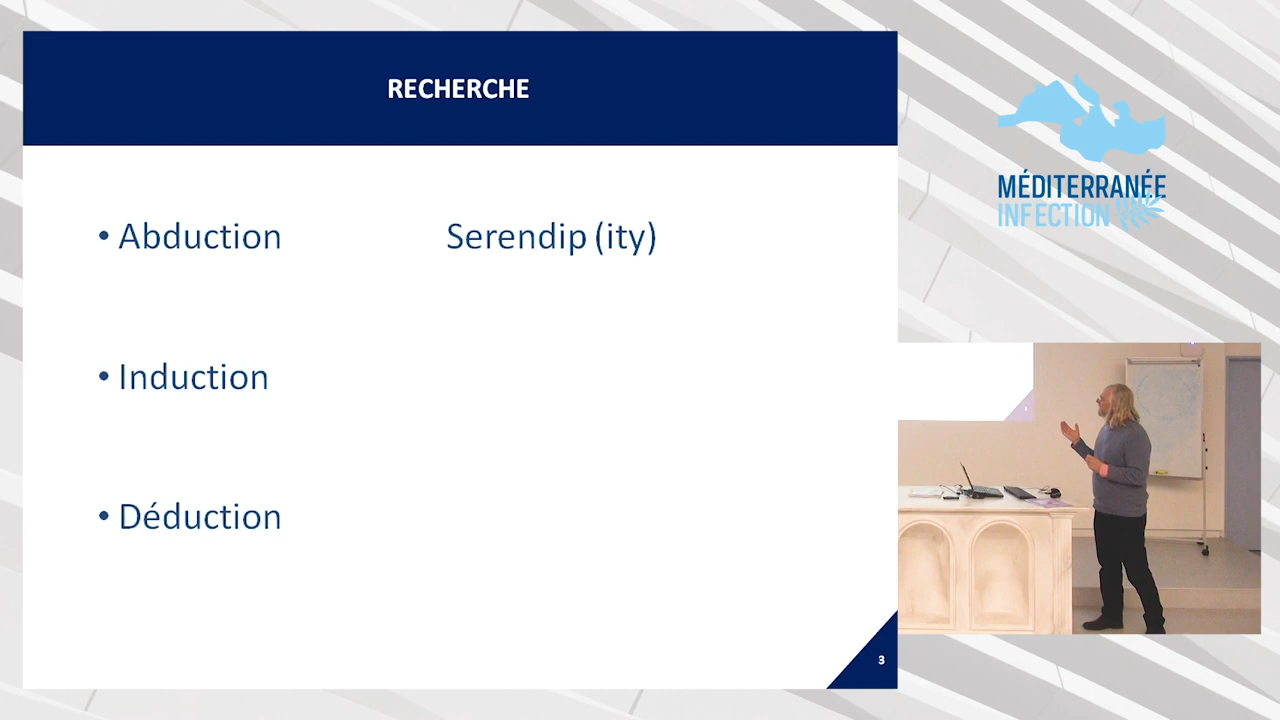 RECHERCHE
• Abduction Serendip (ity)
• Induction
• Déduction
3
MÉDITERRANÉE
INFECTION